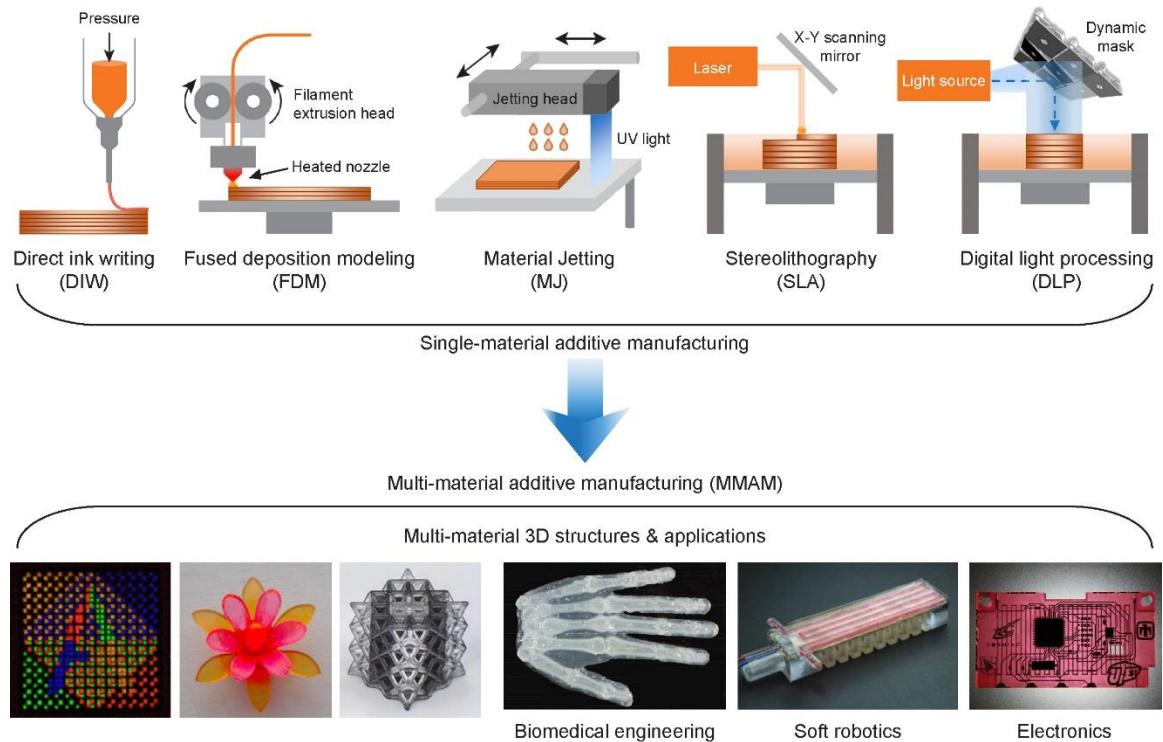 Pressure
Filament
extrusion head
Heated nozzle
Jetting head
UV light
Laser
X-Y scanning
mirror
Light source
Dynamic
mask
Direct ink writing
(DIW)
Fused deposition modeling
(FDM)
Material Jetting
(MJ)
Stereolithography
(SLA)
Digital light processing
(DLP)
Single-material additive manufacturing
Multi-material additive manufacturing (MMAM)
Multi-material 3D structures & applications
Biomedical engineering
Soft robotics
Electronics